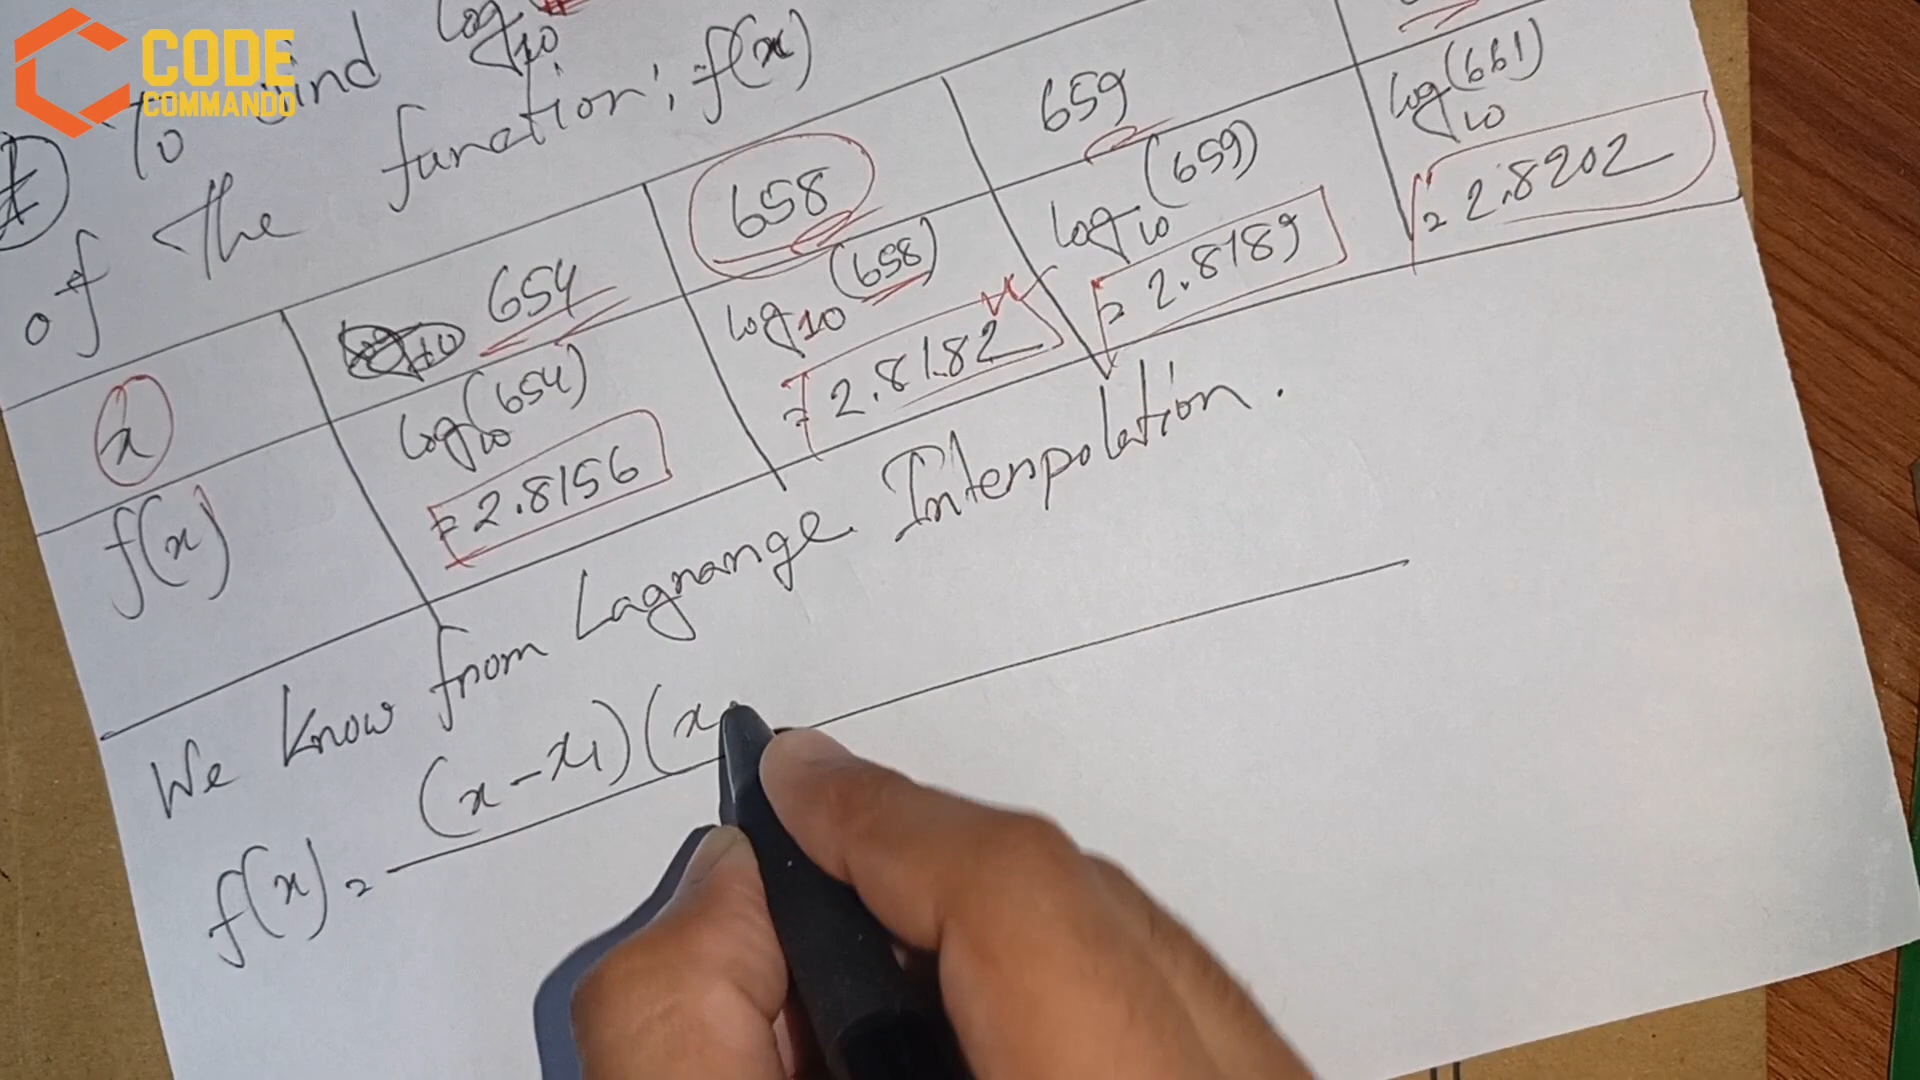 CODE
COMMANDO
To find log10
of the function; f(x)
x 654 658 659
f(x) log10(654) = 2.8156 log10(658) = 2.8182 log10(659) = 2.8189 log10(661) = 2.8202
We know from Lagrange Interpolation.
f(x) = (x-x1)(x